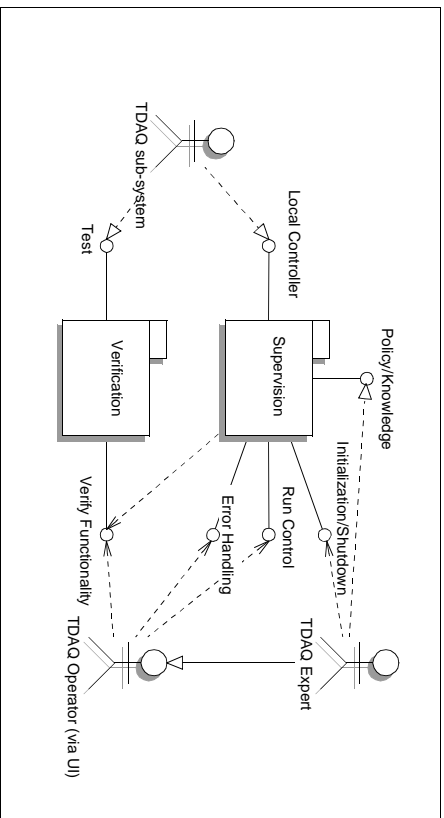 Policy/Knowledge
Initialization/Shutdown
TDAQ Expert
Local Controller
Supervision
Run Control
Error Handling
TDAQ sub-system
Test
Verification
Verify Functionality
TDAQ Operator (via UI)